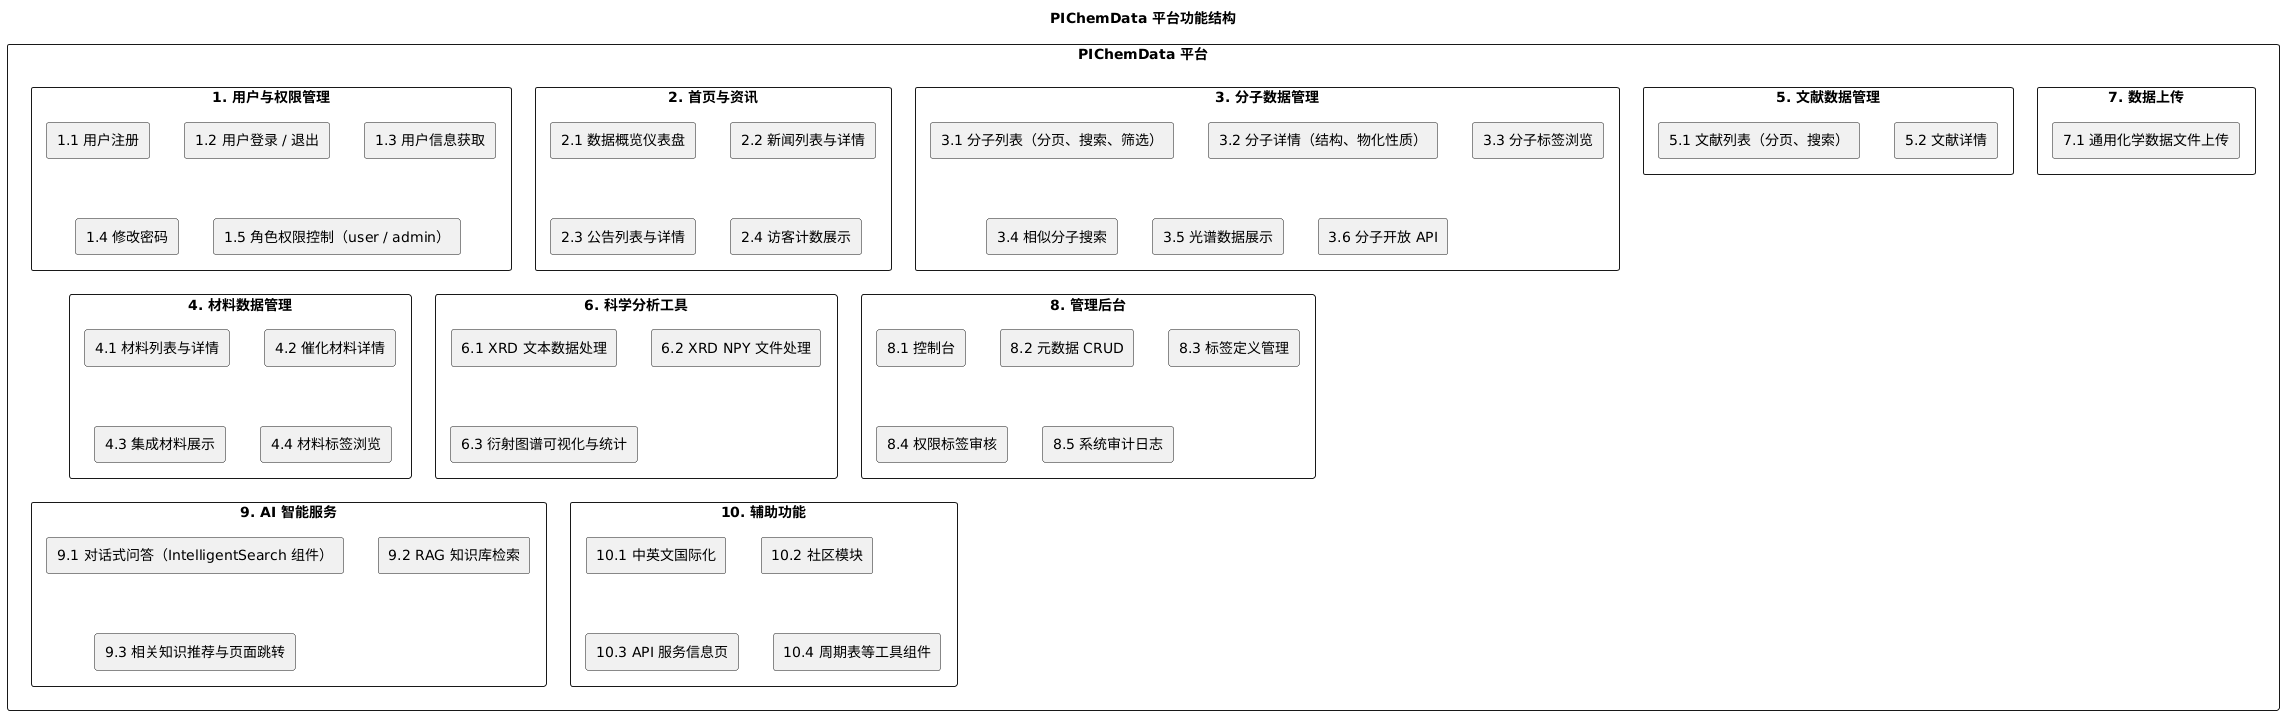 PIChemData 平台功能结构
PIChemData 平台
1. 用户与权限管理
1.1 用户注册
1.2 用户登录 / 退出
1.3 用户信息获取
1.4 修改密码
1.5 角色权限控制（user / admin）
2. 首页与资讯
2.1 数据概览仪表盘
2.2 新闻列表与详情
2.3 公告列表与详情
2.4 访客计数展示
3. 分子数据管理
3.1 分子列表（分页、搜索、筛选）
3.2 分子详情（结构、物化性质）
3.3 分子标签浏览
3.4 相似分子搜索
3.5 光谱数据展示
3.6 分子开放 API
5. 文献数据管理
5.1 文献列表（分页、搜索）
5.2 文献详情
7. 数据上传
7.1 通用化学数据文件上传
4. 材料数据管理
4.1 材料列表与详情
4.2 催化材料详情
4.3 集成材料展示
4.4 材料标签浏览
6. 科学分析工具
6.1 XRD 文本数据处理
6.2 XRD NPY 文件处理
6.3 衍射图谱可视化与统计
8. 管理后台
8.1 控制台
8.2 元数据 CRUD
8.3 标签定义管理
8.4 权限标签审核
8.5 系统审计日志
9. AI 智能服务
9.1 对话式问答（IntelligentSearch 组件）
9.2 RAG 知识库检索
9.3 相关知识推荐与页面跳转
10. 辅助功能
10.1 中英文国际化
10.2 社区模块
10.3 API 服务信息页
10.4 周期表等工具组件